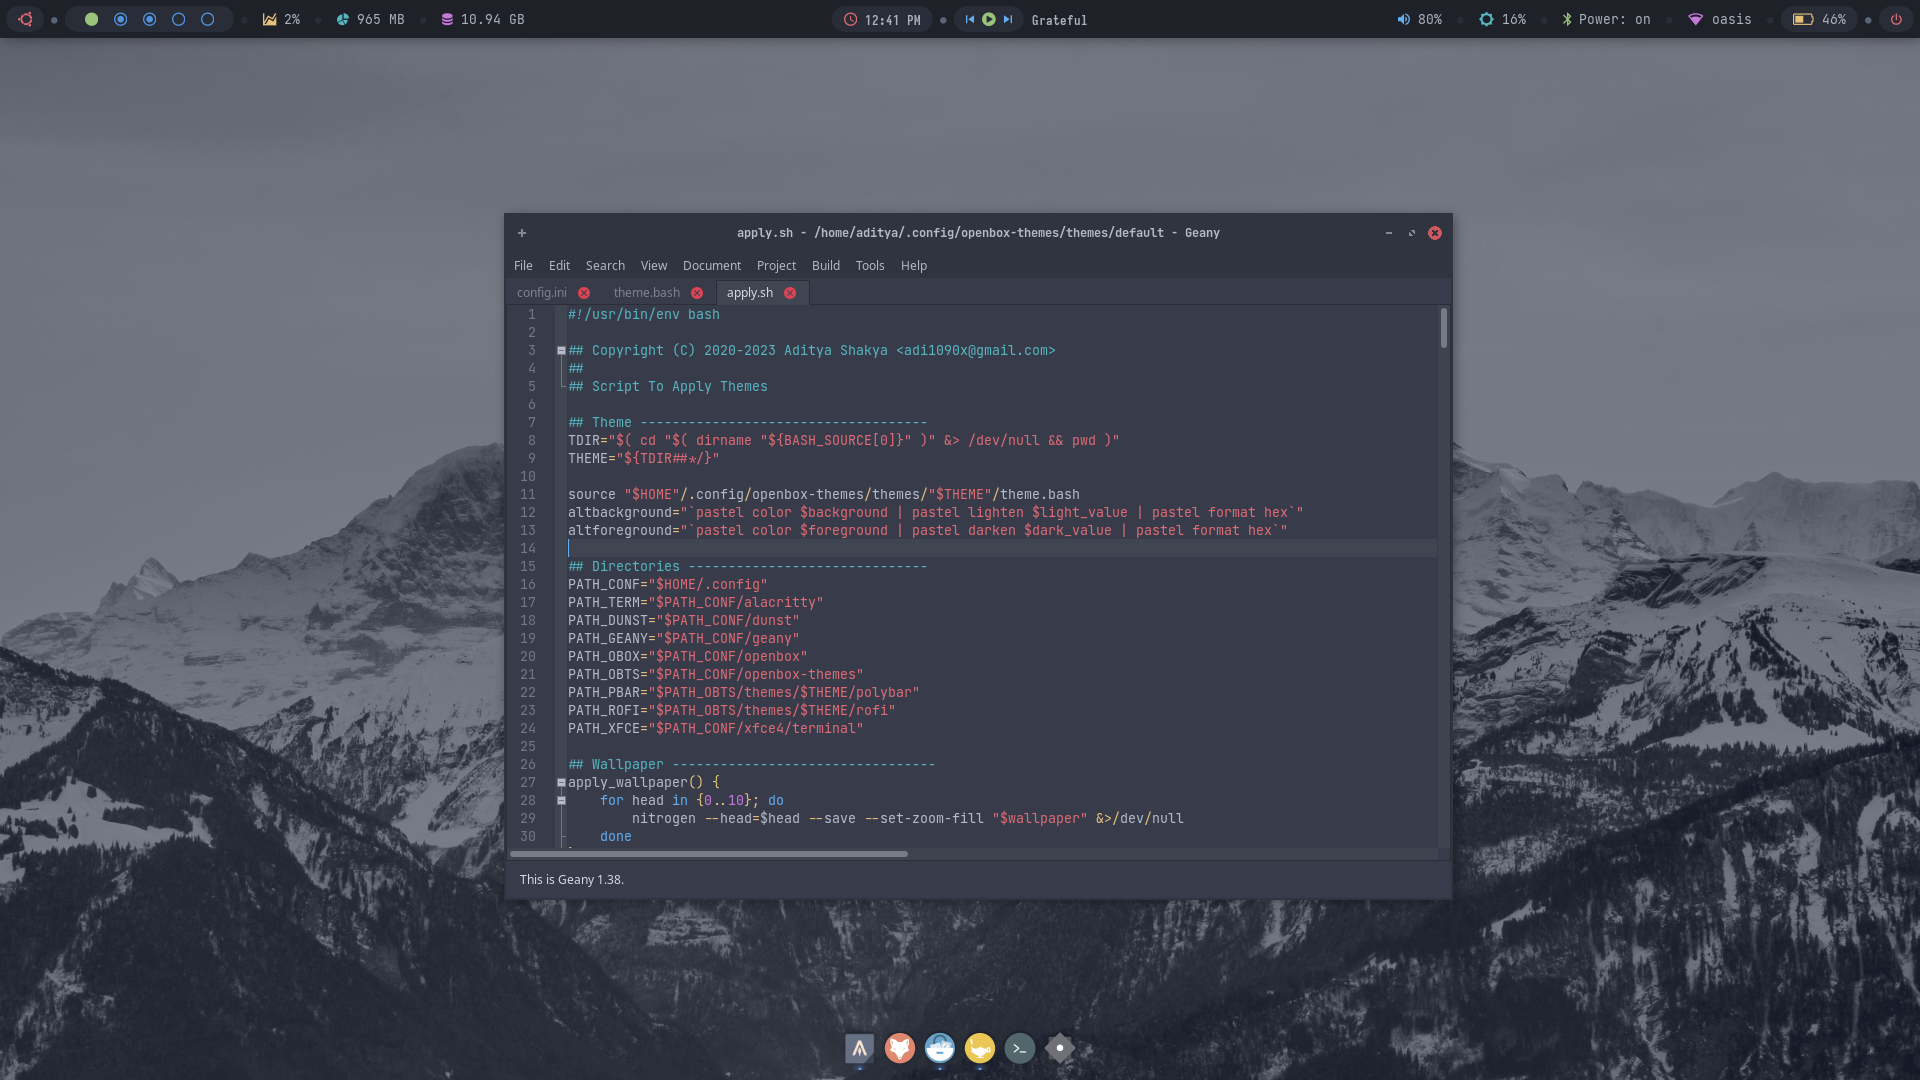 2%
965 MB
10.94 GB
12:41 PM
Grateful
80%
16%
Power: on
oasis
46%
apply.sh - /home/aditya/.config/openbox-themes/themes/default - Geany
File Edit Search View Document Project Build Tools Help
config.ini theme.bash apply.sh
1 #!/usr/bin/env bash
2
3 ## Copyright (C) 2020-2023 Aditya Shakya <adi1090x@gmail.com>
4 ##
5 ## Script To Apply Themes
6
7 ## Theme ------------------------------------
8 TDIR="$( cd "$( dirname "${BASH_SOURCE[0]}" )" &> /dev/null && pwd )"
9 THEME="${TDIR##*/}"
10
11 source "$HOME"/.config/openbox-themes/themes/"$THEME"/theme.bash
12 altbackground="`pastel color $background | pastel lighten $light_value | pastel format hex`"
13 altforeground="`pastel color $foreground | pastel darken $dark_value | pastel format hex`"
14
15 ## Directories ------------------------------
16 PATH_CONF="$HOME/.config"
17 PATH_TERM="$PATH_CONF/alacritty"
18 PATH_DUNST="$PATH_CONF/dunst"
19 PATH_GEANY="$PATH_CONF/geany"
20 PATH_OBOX="$PATH_CONF/openbox"
21 PATH_OBTS="$PATH_CONF/openbox-themes"
22 PATH_PBAR="$PATH_OBTS/themes/$THEME/polybar"
23 PATH_ROFI="$PATH_OBTS/themes/$THEME/rofi"
24 PATH_XFCE="$PATH_CONF/xfce4/terminal"
25
26 ## Wallpaper ---------------------------------
27 apply_wallpaper() {
28     for head in {0..10}; do
29         nitrogen --head=$head --save --set-zoom-fill "$wallpaper" &>/dev/null
30     done
This is Geany 1.38.